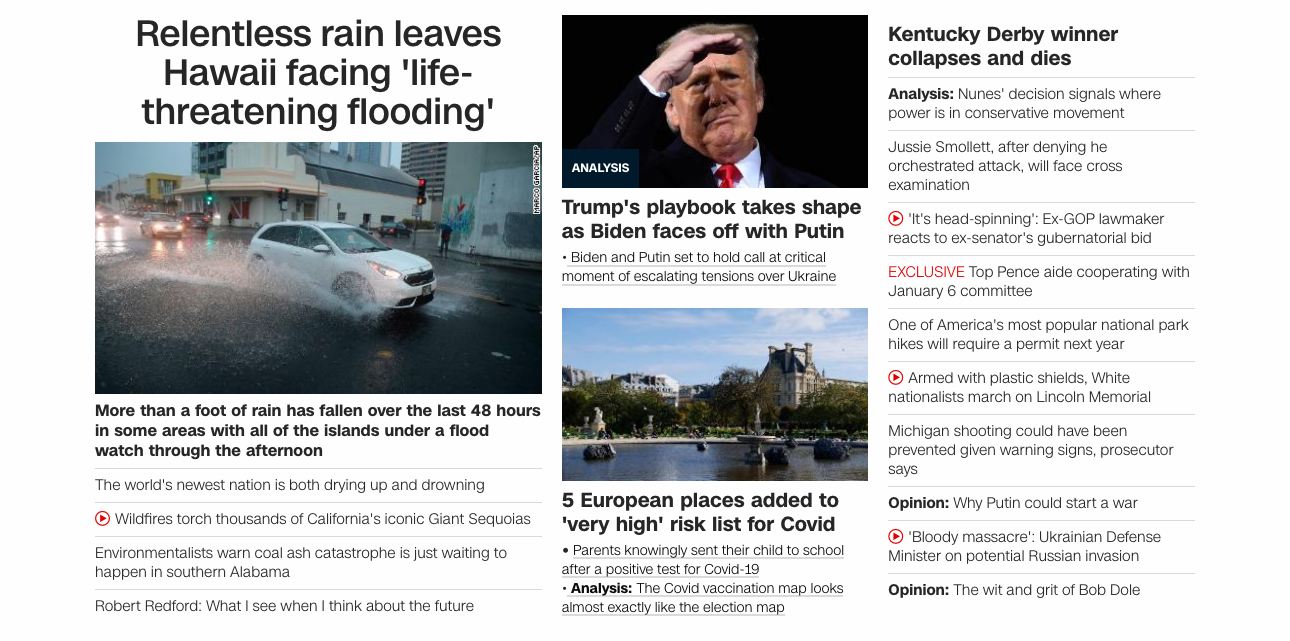 Relentless rain leaves
Hawaii facing 'life-
threatening flooding'
MARCO GARCIA/AP
More than a foot of rain has fallen over the last 48 hours
in some areas with all of the islands under a flood
watch through the afternoon
The world's newest nation is both drying up and drowning
Wildfires torch thousands of California's iconic Giant Sequoias
Environmentalists warn coal ash catastrophe is just waiting to
happen in southern Alabama
Robert Redford: What I see when I think about the future
ANALYSIS
Trump's playbook takes shape
as Biden faces off with Putin
• Biden and Putin set to hold call at critical
moment of escalating tensions over Ukraine
5 European places added to
'very high' risk list for Covid
• Parents knowingly sent their child to school
after a positive test for Covid-19
• Analysis: The Covid vaccination map looks
almost exactly like the election map
Kentucky Derby winner
collapses and dies
Analysis: Nunes' decision signals where
power is in conservative movement
Jussie Smollett, after denying he
orchestrated attack, will face cross
examination
'It's head-spinning': Ex-GOP lawmaker
reacts to ex-senator's gubernatorial bid
EXCLUSIVE Top Pence aide cooperating with
January 6 committee
One of America's most popular national park
hikes will require a permit next year
Armed with plastic shields, White
nationalists march on Lincoln Memorial
Michigan shooting could have been
prevented given warning signs, prosecutor
says
Opinion: Why Putin could start a war
'Bloody massacre': Ukrainian Defense
Minister on potential Russian invasion
Opinion: The wit and grit of Bob Dole